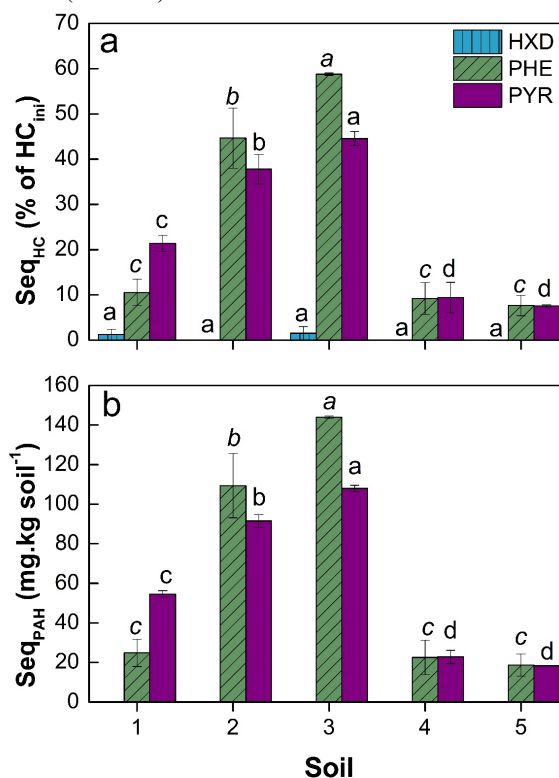 a
HXD
PHE
PYR
Seq_HC (% of HC_ini)
70
60
50
40
30
20
10
0
a c c
a b b
a a a
a c d
a c d
b
Seq_PAH (mg.kg soil⁻¹)
160
140
120
100
80
60
40
20
0
c c
b b
a a
c d
c d
1 2 3 4 5
Soil